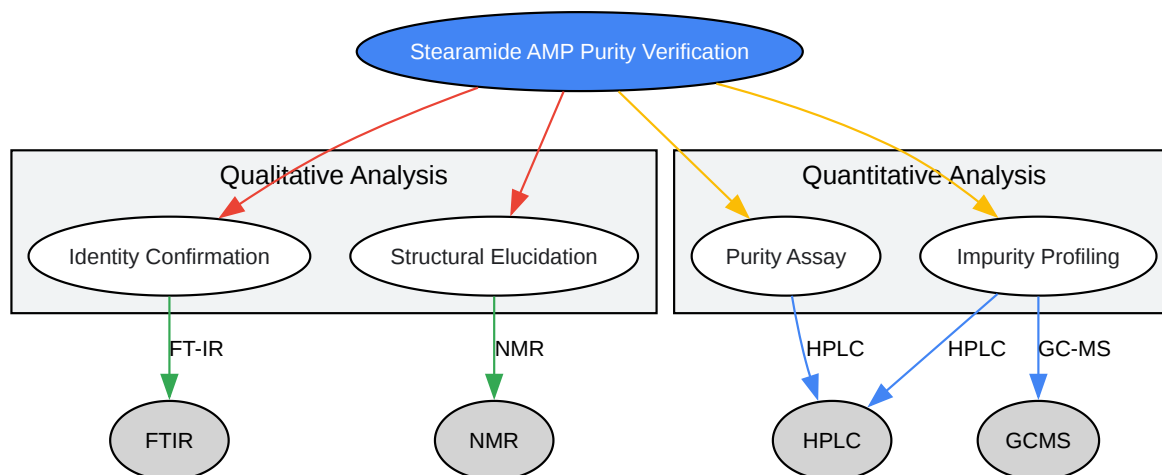 Stearamide AMP Purity Verification
Qualitative Analysis
Quantitative Analysis
Identity Confirmation
Structural Elucidation
Purity Assay
Impurity Profiling
FT-IR
NMR
HPLC
HPLC
GC-MS
FTIR
NMR
HPLC
GCMS